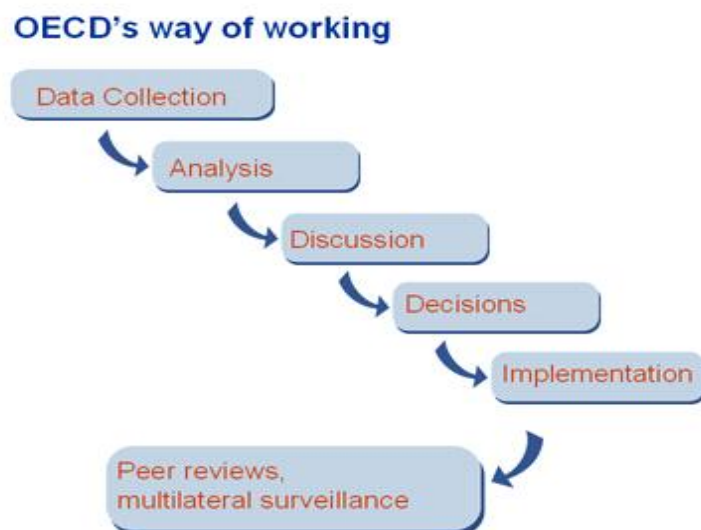 OECD's way of working
Data Collection
Analysis
Discussion
Decisions
Implementation
Peer reviews,
multilateral surveillance